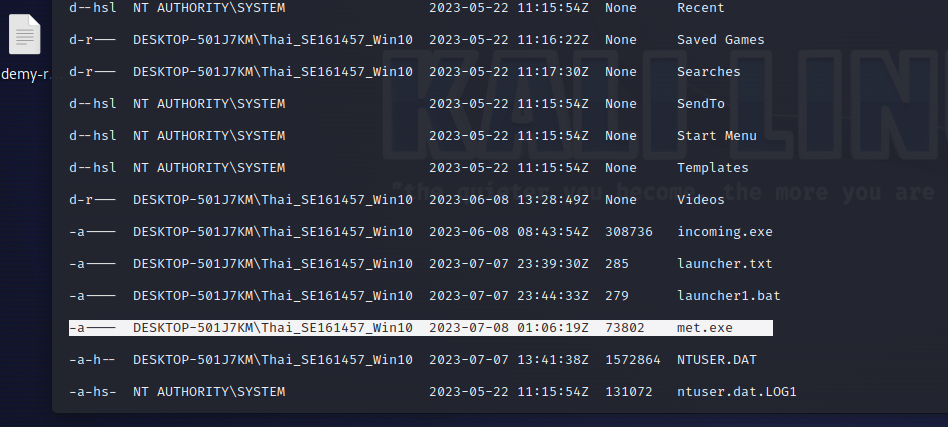 d--hsl NT AUTHORITY\SYSTEM 2023-05-22 11:15:54Z None Recent
d-r--- DESKTOP-501J7KM\Thai_SE161457_Win10 2023-05-22 11:16:22Z None Saved Games
d-r--- DESKTOP-501J7KM\Thai_SE161457_Win10 2023-05-22 11:17:30Z None Searches
d--hsl NT AUTHORITY\SYSTEM 2023-05-22 11:15:54Z None SendTo
d--hsl NT AUTHORITY\SYSTEM 2023-05-22 11:15:54Z None Start Menu
d--hsl NT AUTHORITY\SYSTEM 2023-05-22 11:15:54Z None Templates
d-r--- DESKTOP-501J7KM\Thai_SE161457_Win10 2023-06-08 13:28:49Z None Videos
-a---- DESKTOP-501J7KM\Thai_SE161457_Win10 2023-06-08 08:43:54Z 308736 incoming.exe
-a---- DESKTOP-501J7KM\Thai_SE161457_Win10 2023-07-07 23:39:30Z 285 launcher.txt
-a---- DESKTOP-501J7KM\Thai_SE161457_Win10 2023-07-07 23:44:33Z 279 launcher1.bat
-a---- DESKTOP-501J7KM\Thai_SE161457_Win10 2023-07-08 01:06:19Z 73802 met.exe
-a-h-- DESKTOP-501J7KM\Thai_SE161457_Win10 2023-07-07 13:41:38Z 1572864 NTUSER.DAT
-a-hs- NT AUTHORITY\SYSTEM 2023-05-22 11:15:54Z 131072 ntuser.dat.LOG1
demy-r...
KALI LIN
"the quieter you become, the more you are